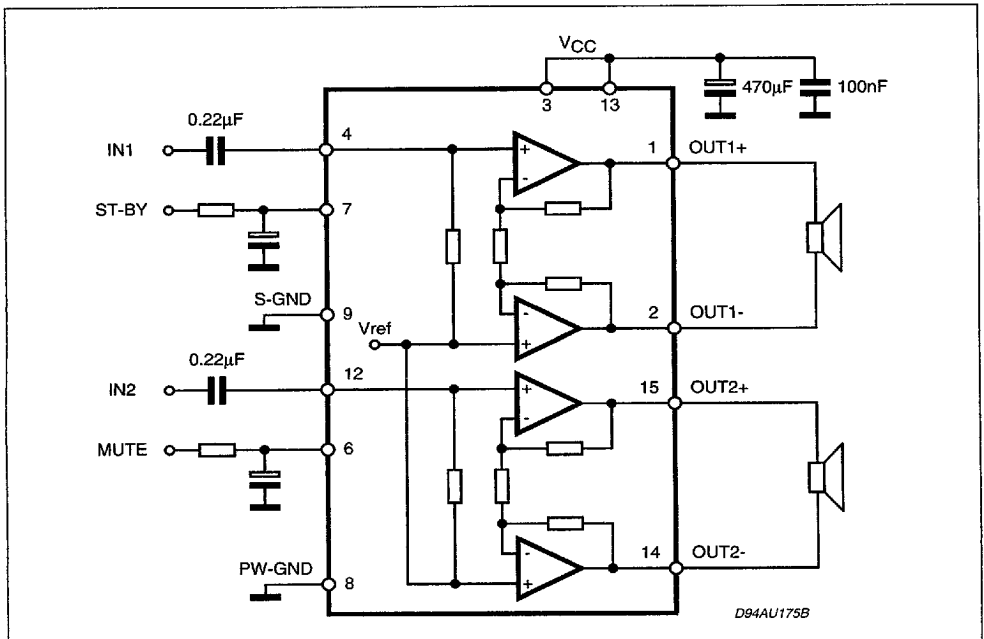 VCC
470μF
100nF
3
13
0.22μF
IN1
4
+
-
1
OUT1+
ST-BY
7
S-GND
9
-
+
2
OUT1-
Vref
0.22μF
IN2
12
+
-
15
OUT2+
MUTE
6
-
+
14
OUT2-
PW-GND
8
D94AU175B